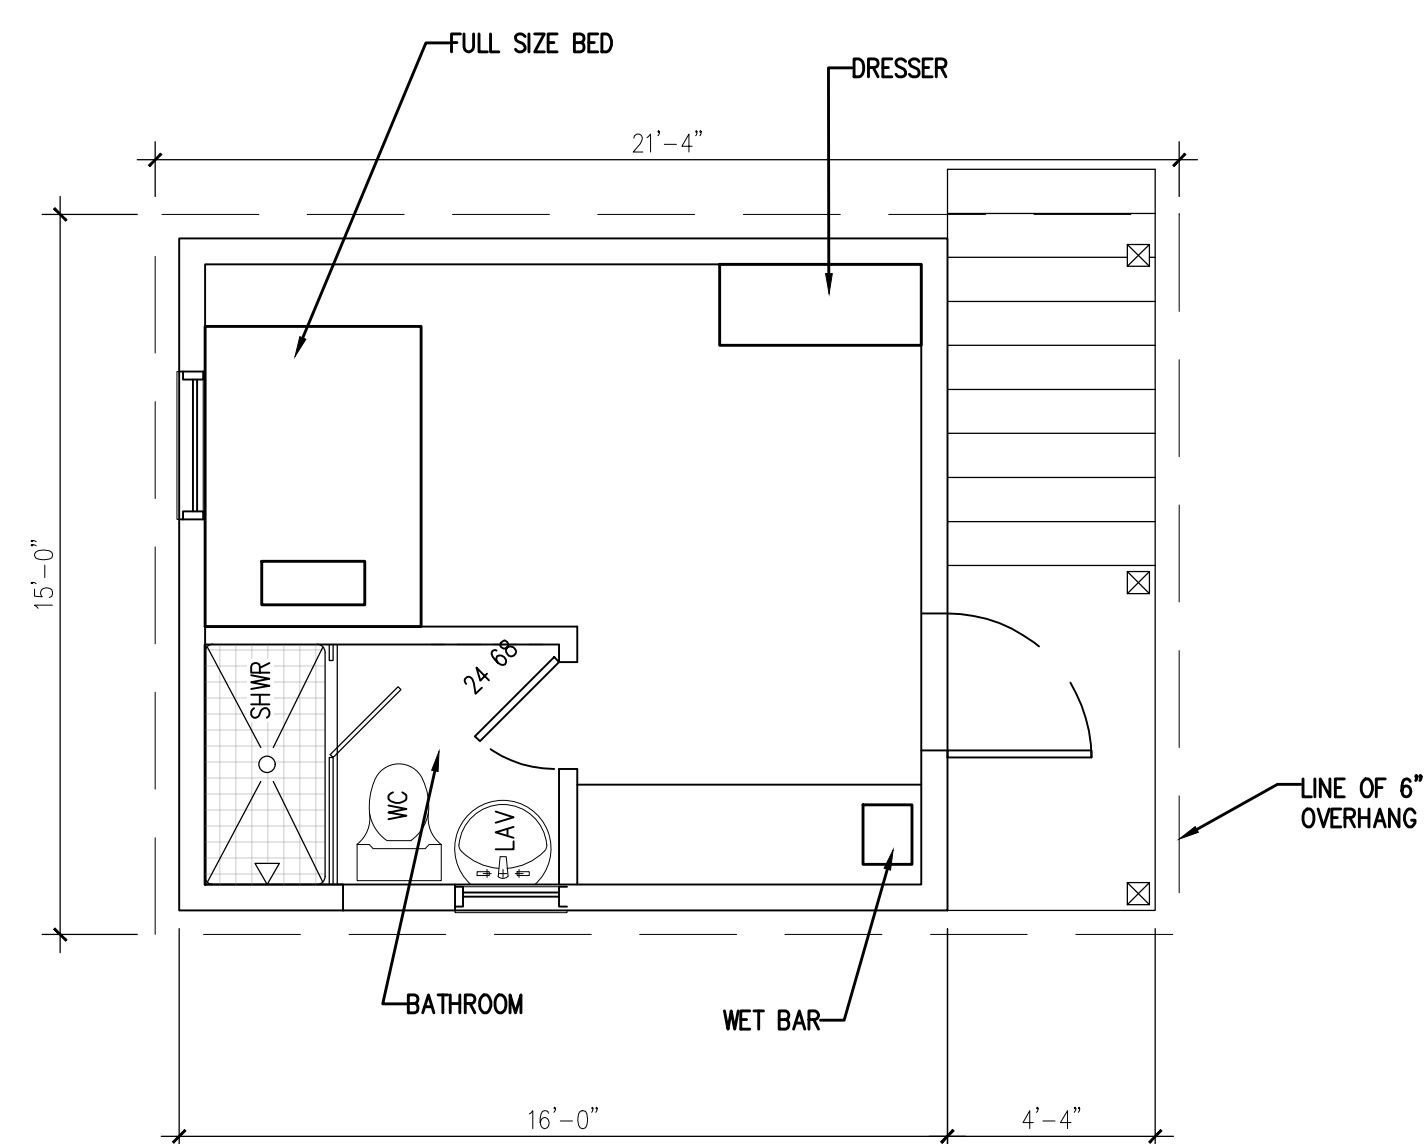 FULL SIZE BED
DRESSER
21'-4"
15'-0"
24 68
SHWR
WC
LAV
LINE OF 6"
OVERHANG
BATHROOM
WET BAR
16'-0"
4'-4"